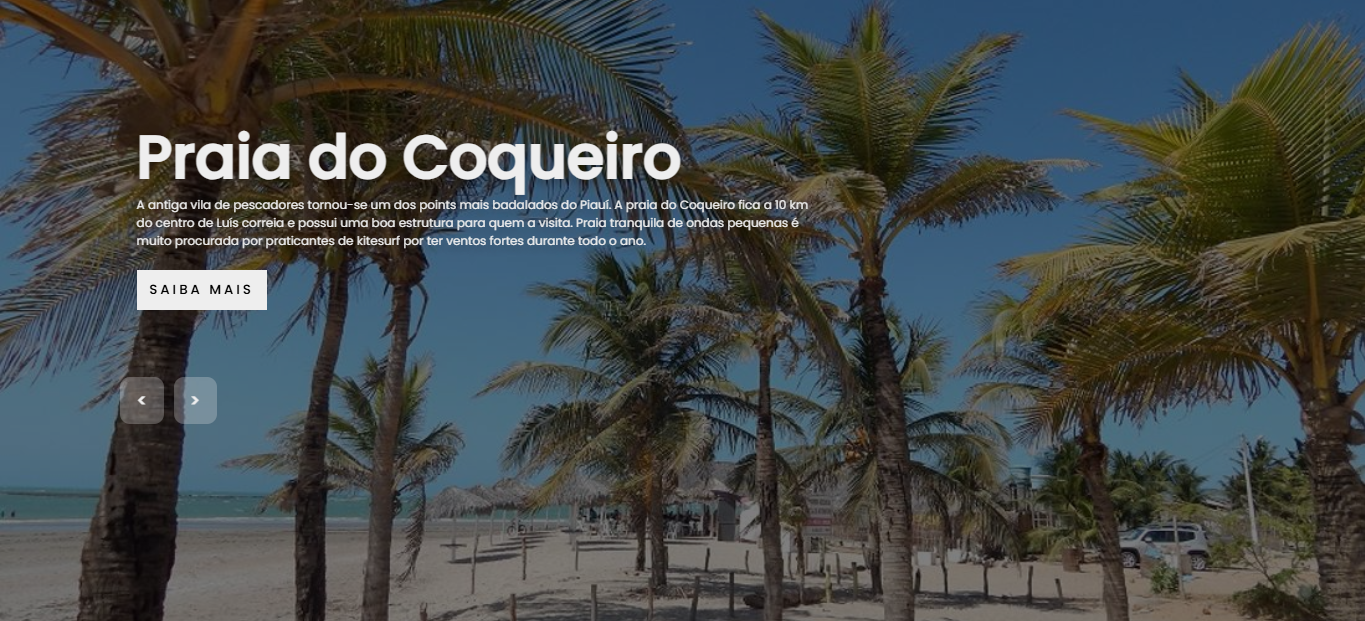 Praia do Coqueiro
A antiga vila de pescadores tornou-se um dos points mais badalados do Piauí. A praia do Coqueiro fica a 10 km
do centro de Luís correia e possui uma boa estrutura para quem a visita. Praia tranquila de ondas pequenas é
muito procurada por praticantes de kitesurf por ter ventos fortes durante todo o ano.
SAIBA MAIS
< >